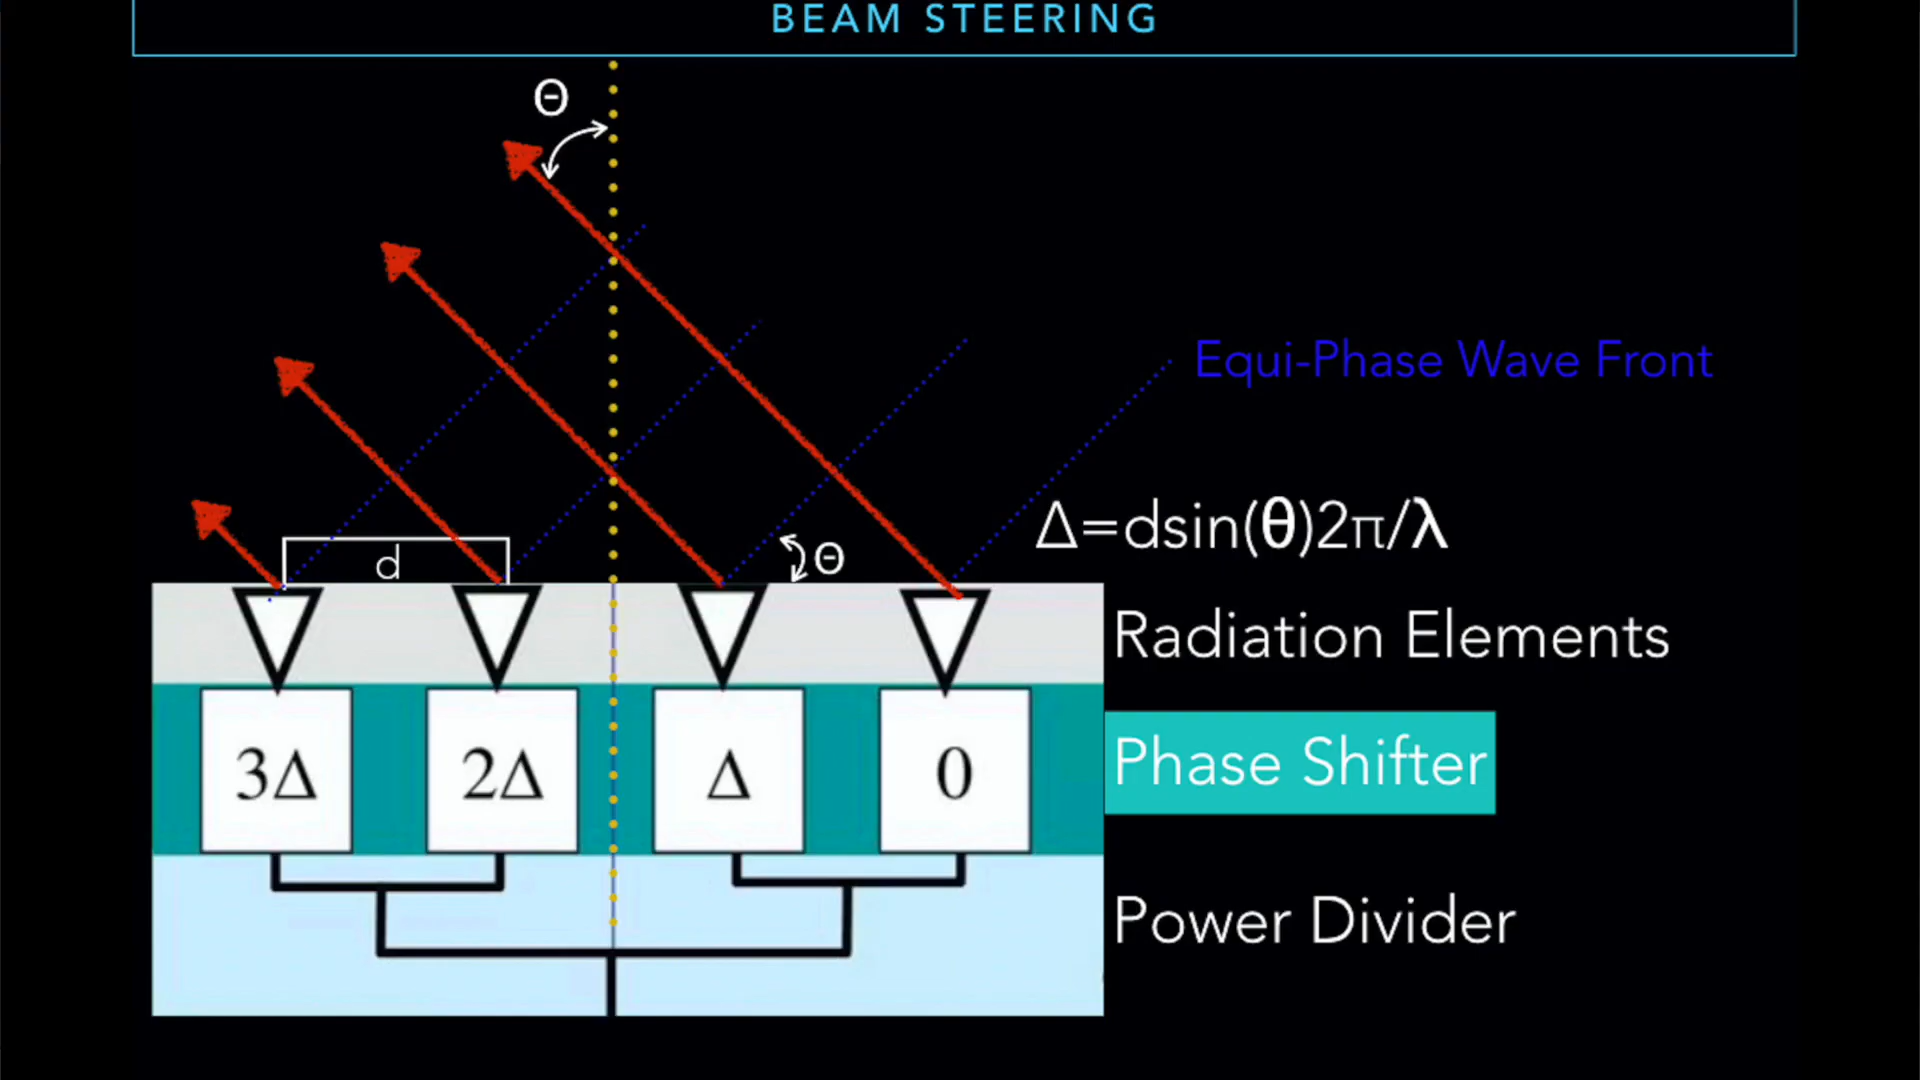 BEAM STEERING
Θ
Equi-Phase Wave Front
Δ=dsin(θ)2π/λ
d
Θ
Radiation Elements
3Δ 2Δ Δ 0
Phase Shifter
Power Divider